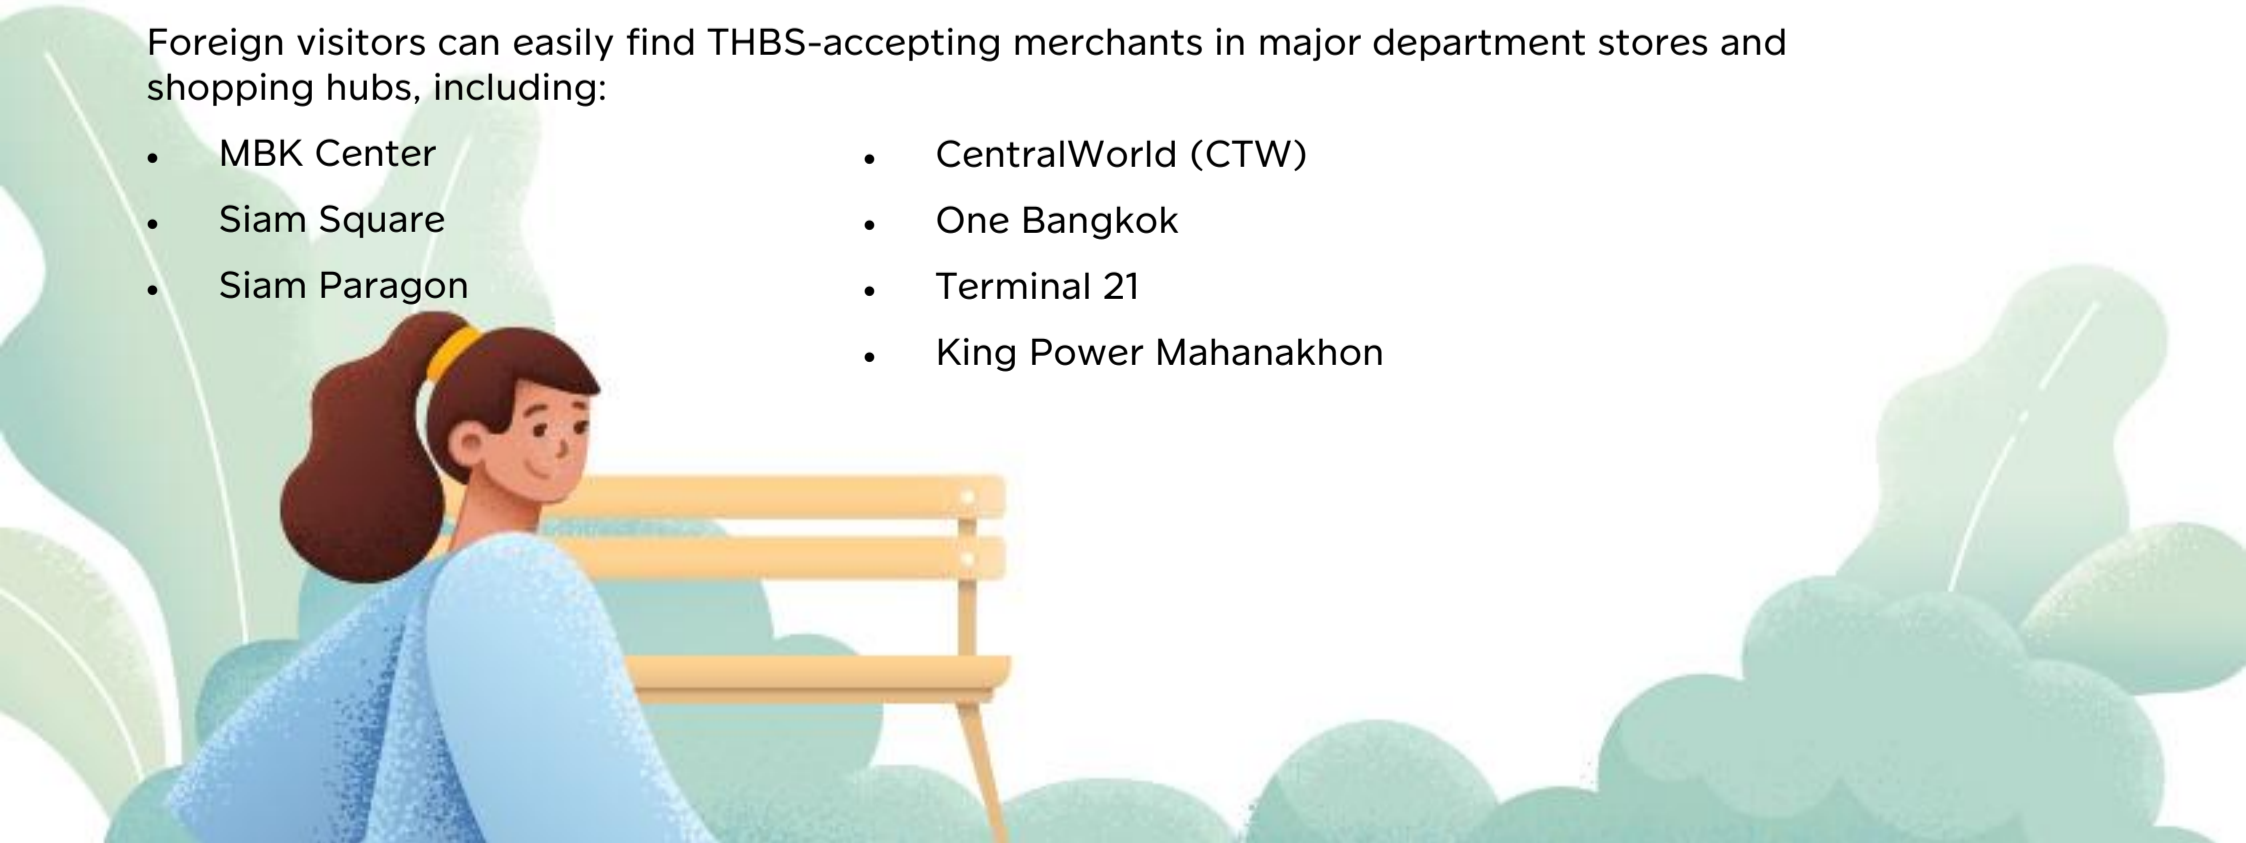 Foreign visitors can easily find THBS-accepting merchants in major department stores and
shopping hubs, including:
• MBK Center
• Siam Square
• Siam Paragon
• CentralWorld (CTW)
• One Bangkok
• Terminal 21
• King Power Mahanakhon